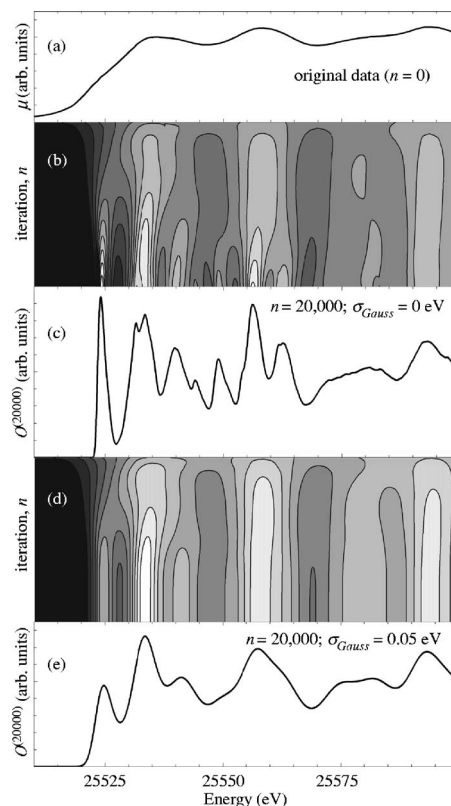 μ (arb. units)
(a)
original data (n = 0)
iteration, n
(b)
O(20000) (arb. units)
(c)
n = 20,000; σGauss = 0 eV
iteration, n
(d)
O(20000) (arb. units)
(e)
n = 20,000; σGauss = 0.05 eV
25525 25550 25575
Energy (eV)